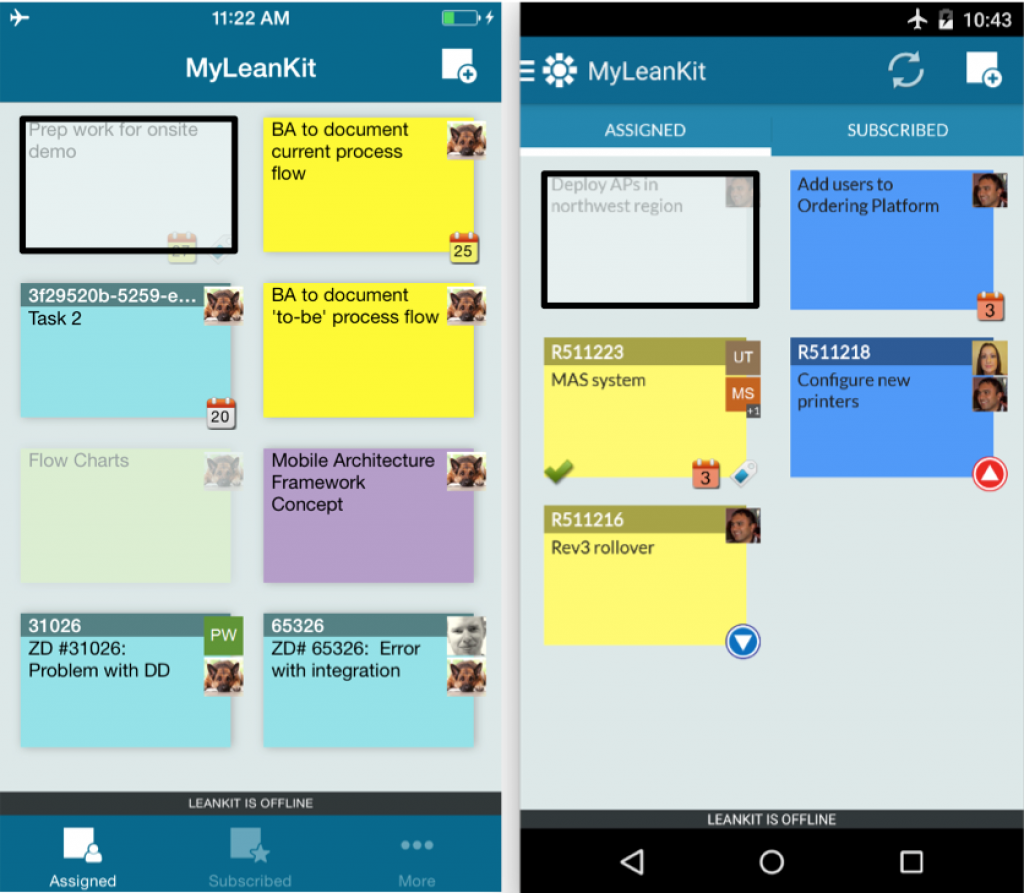 11:22 AM
MyLeanKit
Prep work for onsite
demo
27
BA to document
current process
flow
25
3f29520b-5259-e...
Task 2
20
BA to document
'to-be' process flow
Flow Charts
Mobile Architecture
Framework
Concept
31026
PW
ZD #31026:
Problem with DD
65326
ZD# 65326: Error
with integration
LEANKIT IS OFFLINE
Assigned
Subscribed
More
10:43
MyLeanKit
ASSIGNED
SUBSCRIBED
Deploy APs in
northwest region
Add users to
Ordering Platform
3
R511223
UT
MAS system
MS
+1
3
R511218
Configure new
printers
R511216
Rev3 rollover
LEANKIT IS OFFLINE